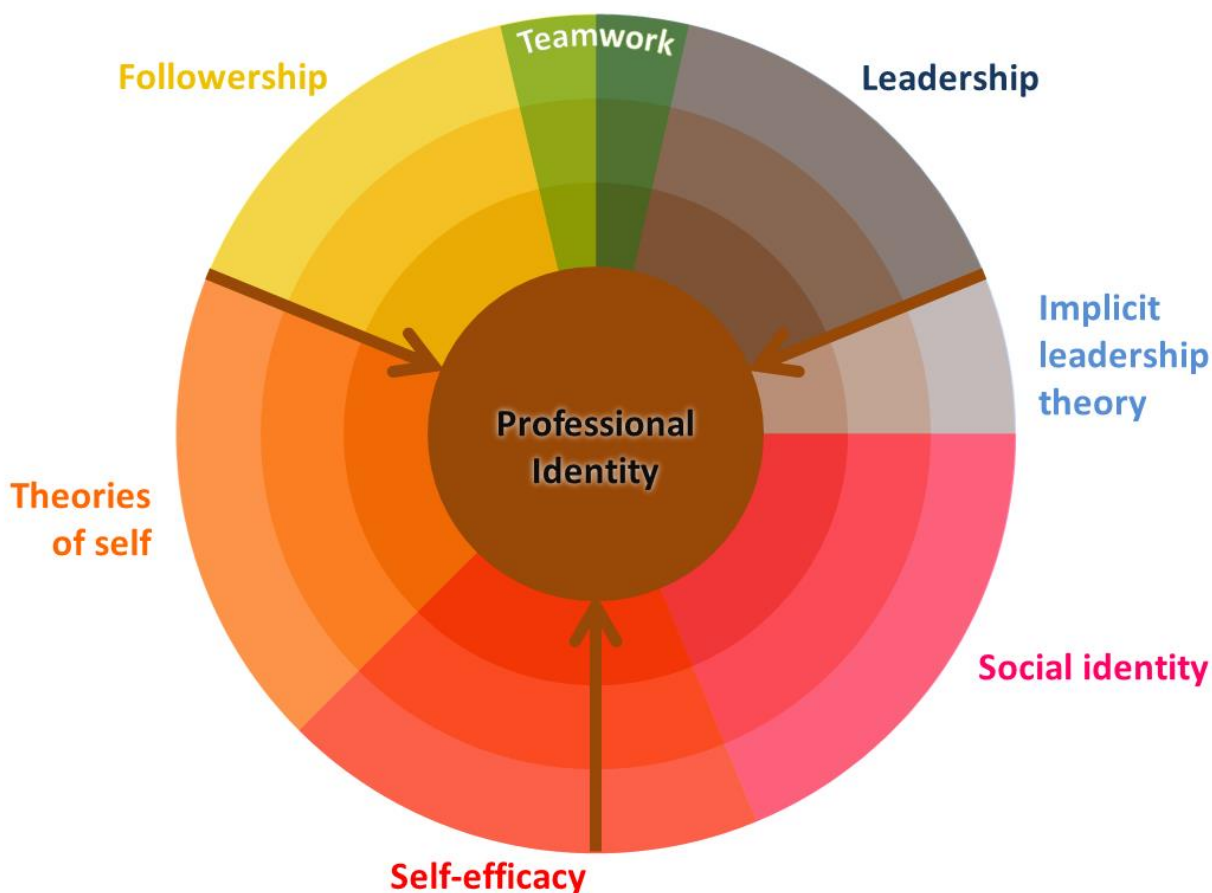 Teamwork
Followership
Leadership
Implicit
leadership
theory
Professional
Identity
Theories
of self
Social identity
Self-efficacy